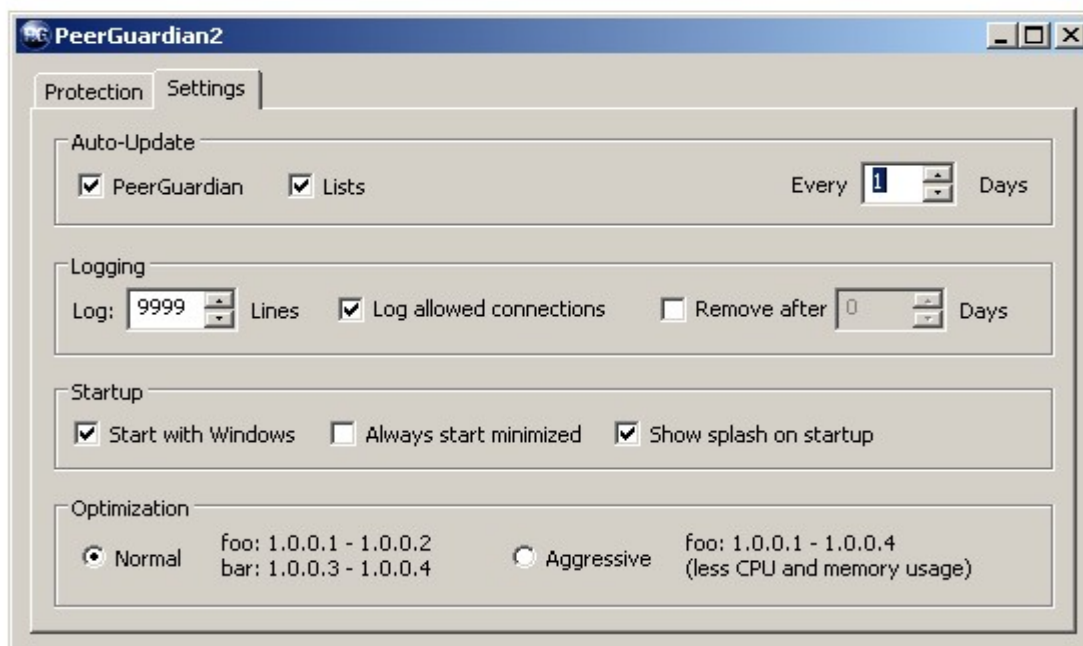 PeerGuardian2
Protection Settings
Auto-Update
PeerGuardian Lists Every 1 Days
Logging
Log: 9999 Lines Log allowed connections Remove after 0 Days
Startup
Start with Windows Always start minimized Show splash on startup
Optimization
Normal foo: 1.0.0.1 - 1.0.0.2 Aggressive foo: 1.0.0.1 - 1.0.0.4
bar: 1.0.0.3 - 1.0.0.4 (less CPU and memory usage)